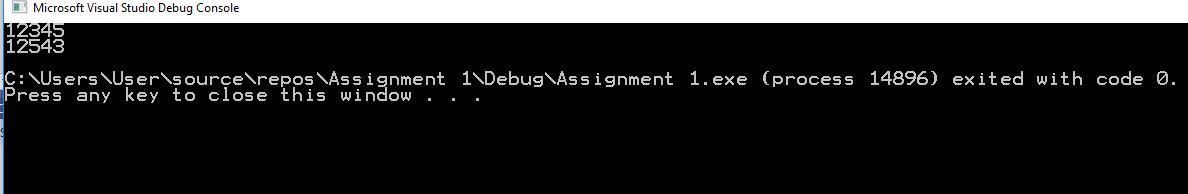 Microsoft Visual Studio Debug Console
12345
12543
C:\Users\User\source\repos\Assignment 1\Debug\Assignment 1.exe (process 14896) exited with code 0.
Press any key to close this window . . .